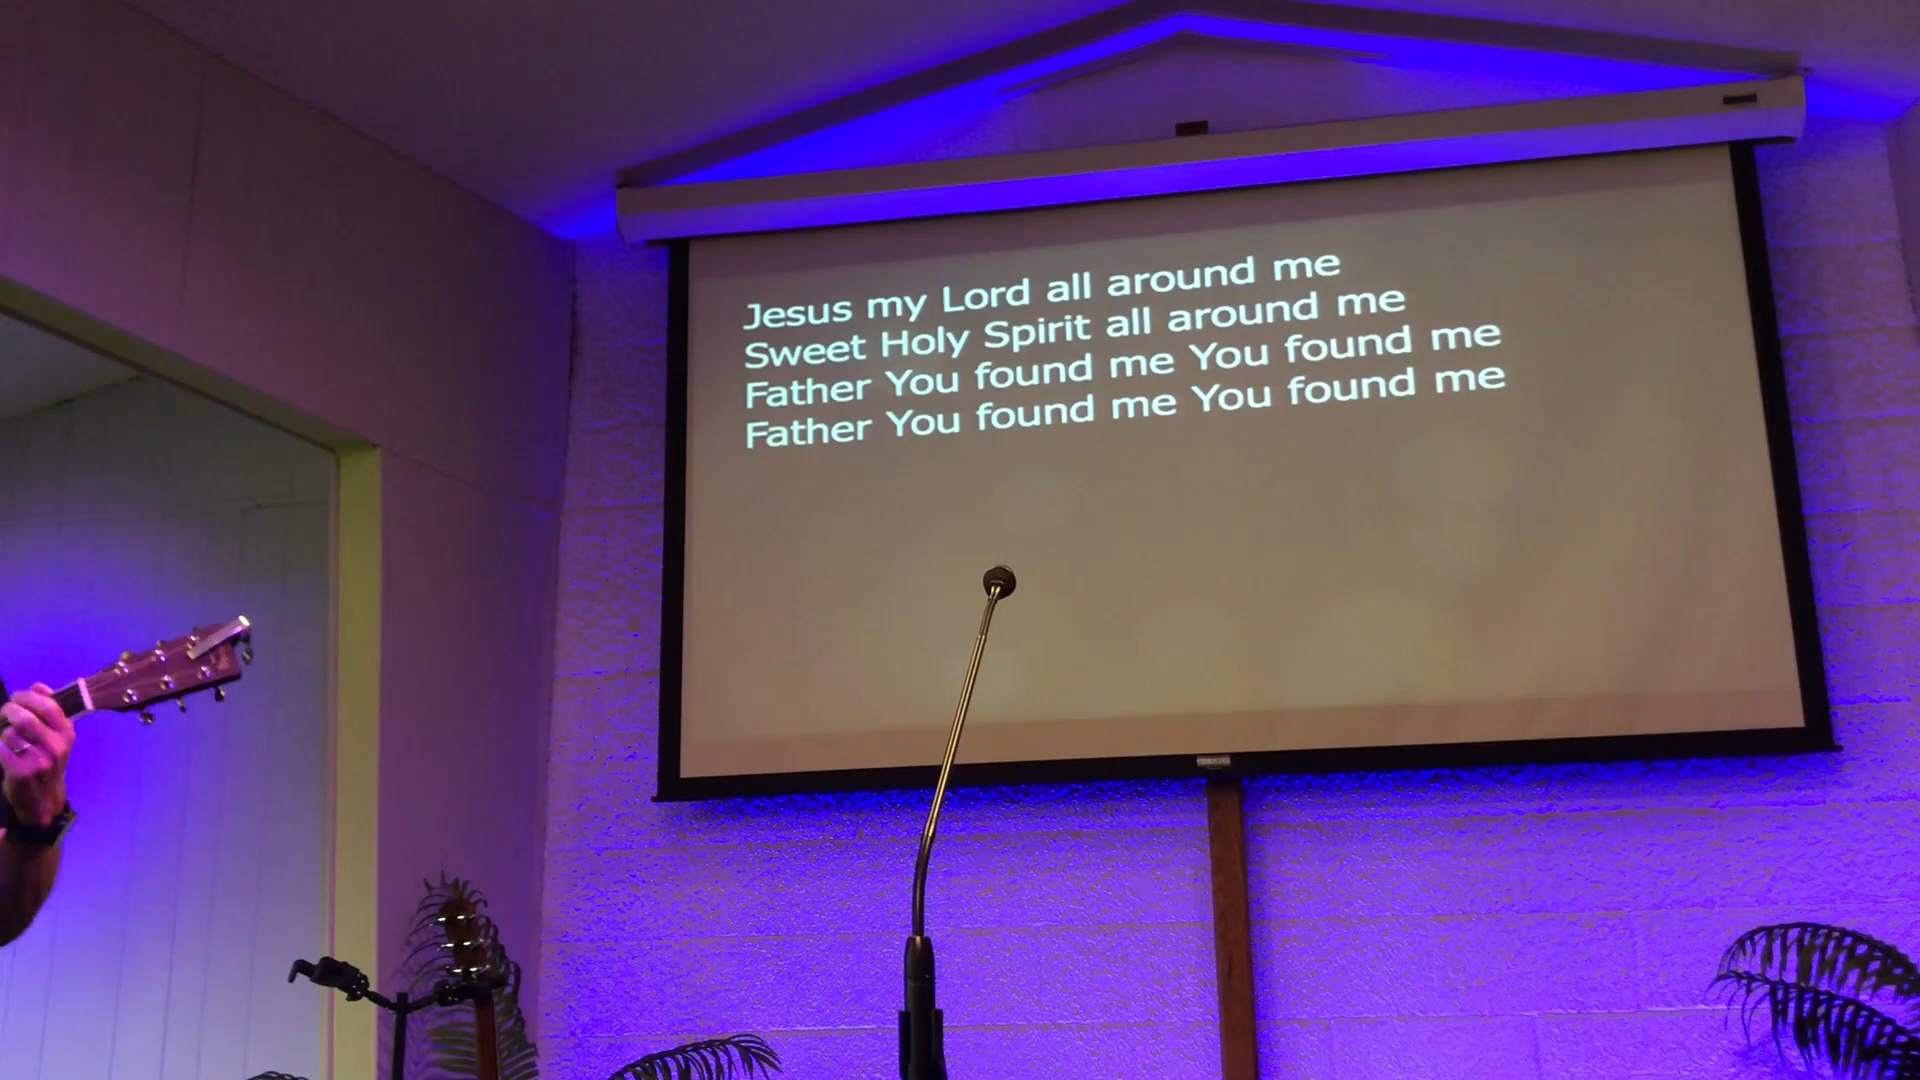 Jesus my Lord all around me
Sweet Holy Spirit all around me
Father You found me You found me
Father You found me You found me